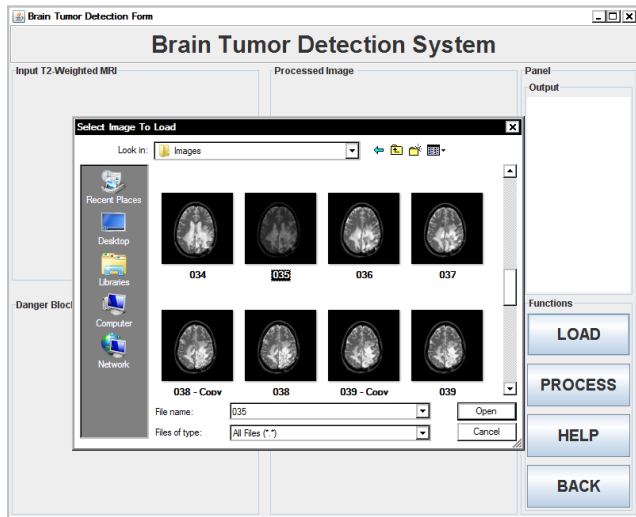 Brain Tumor Detection Form
Brain Tumor Detection System
Input T2-Weighted MRI
Processed Image
Panel
Output
Select Image To Load
Look in:
Images
Recent Places
Desktop
Libraries
Computer
Network
034
035
036
037
038 - Copy
038
039 - Copy
039
File name:
035
Open
Files of type:
All Files (*.*)
Cancel
Danger Bloc
Functions
LOAD
PROCESS
HELP
BACK